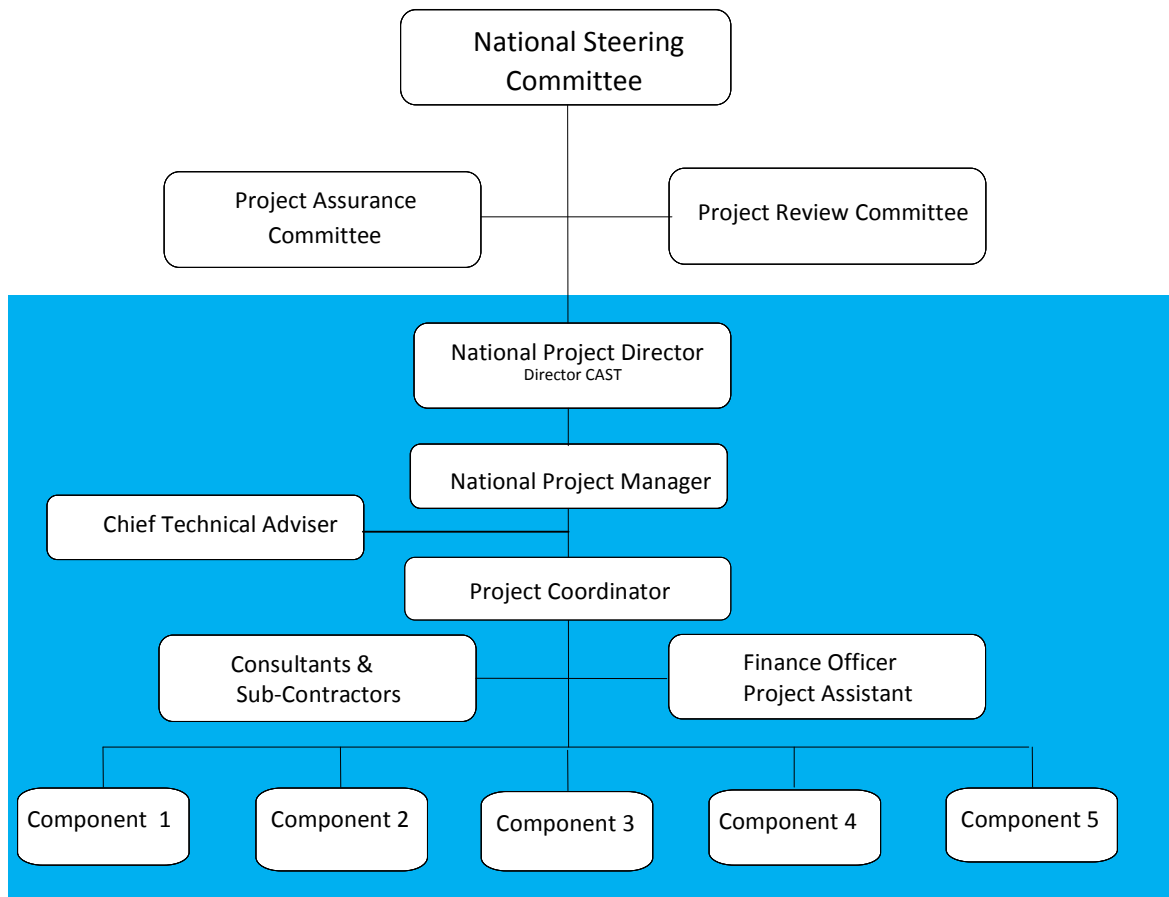 National Steering
Committee
Project Assurance
Committee
Project Review Committee
National Project Director
Director CAST
National Project Manager
Chief Technical Adviser
Project Coordinator
Consultants &
Sub-Contractors
Finance Officer
Project Assistant
Component  1
Component 2
Component 3
Component 4
Component 5